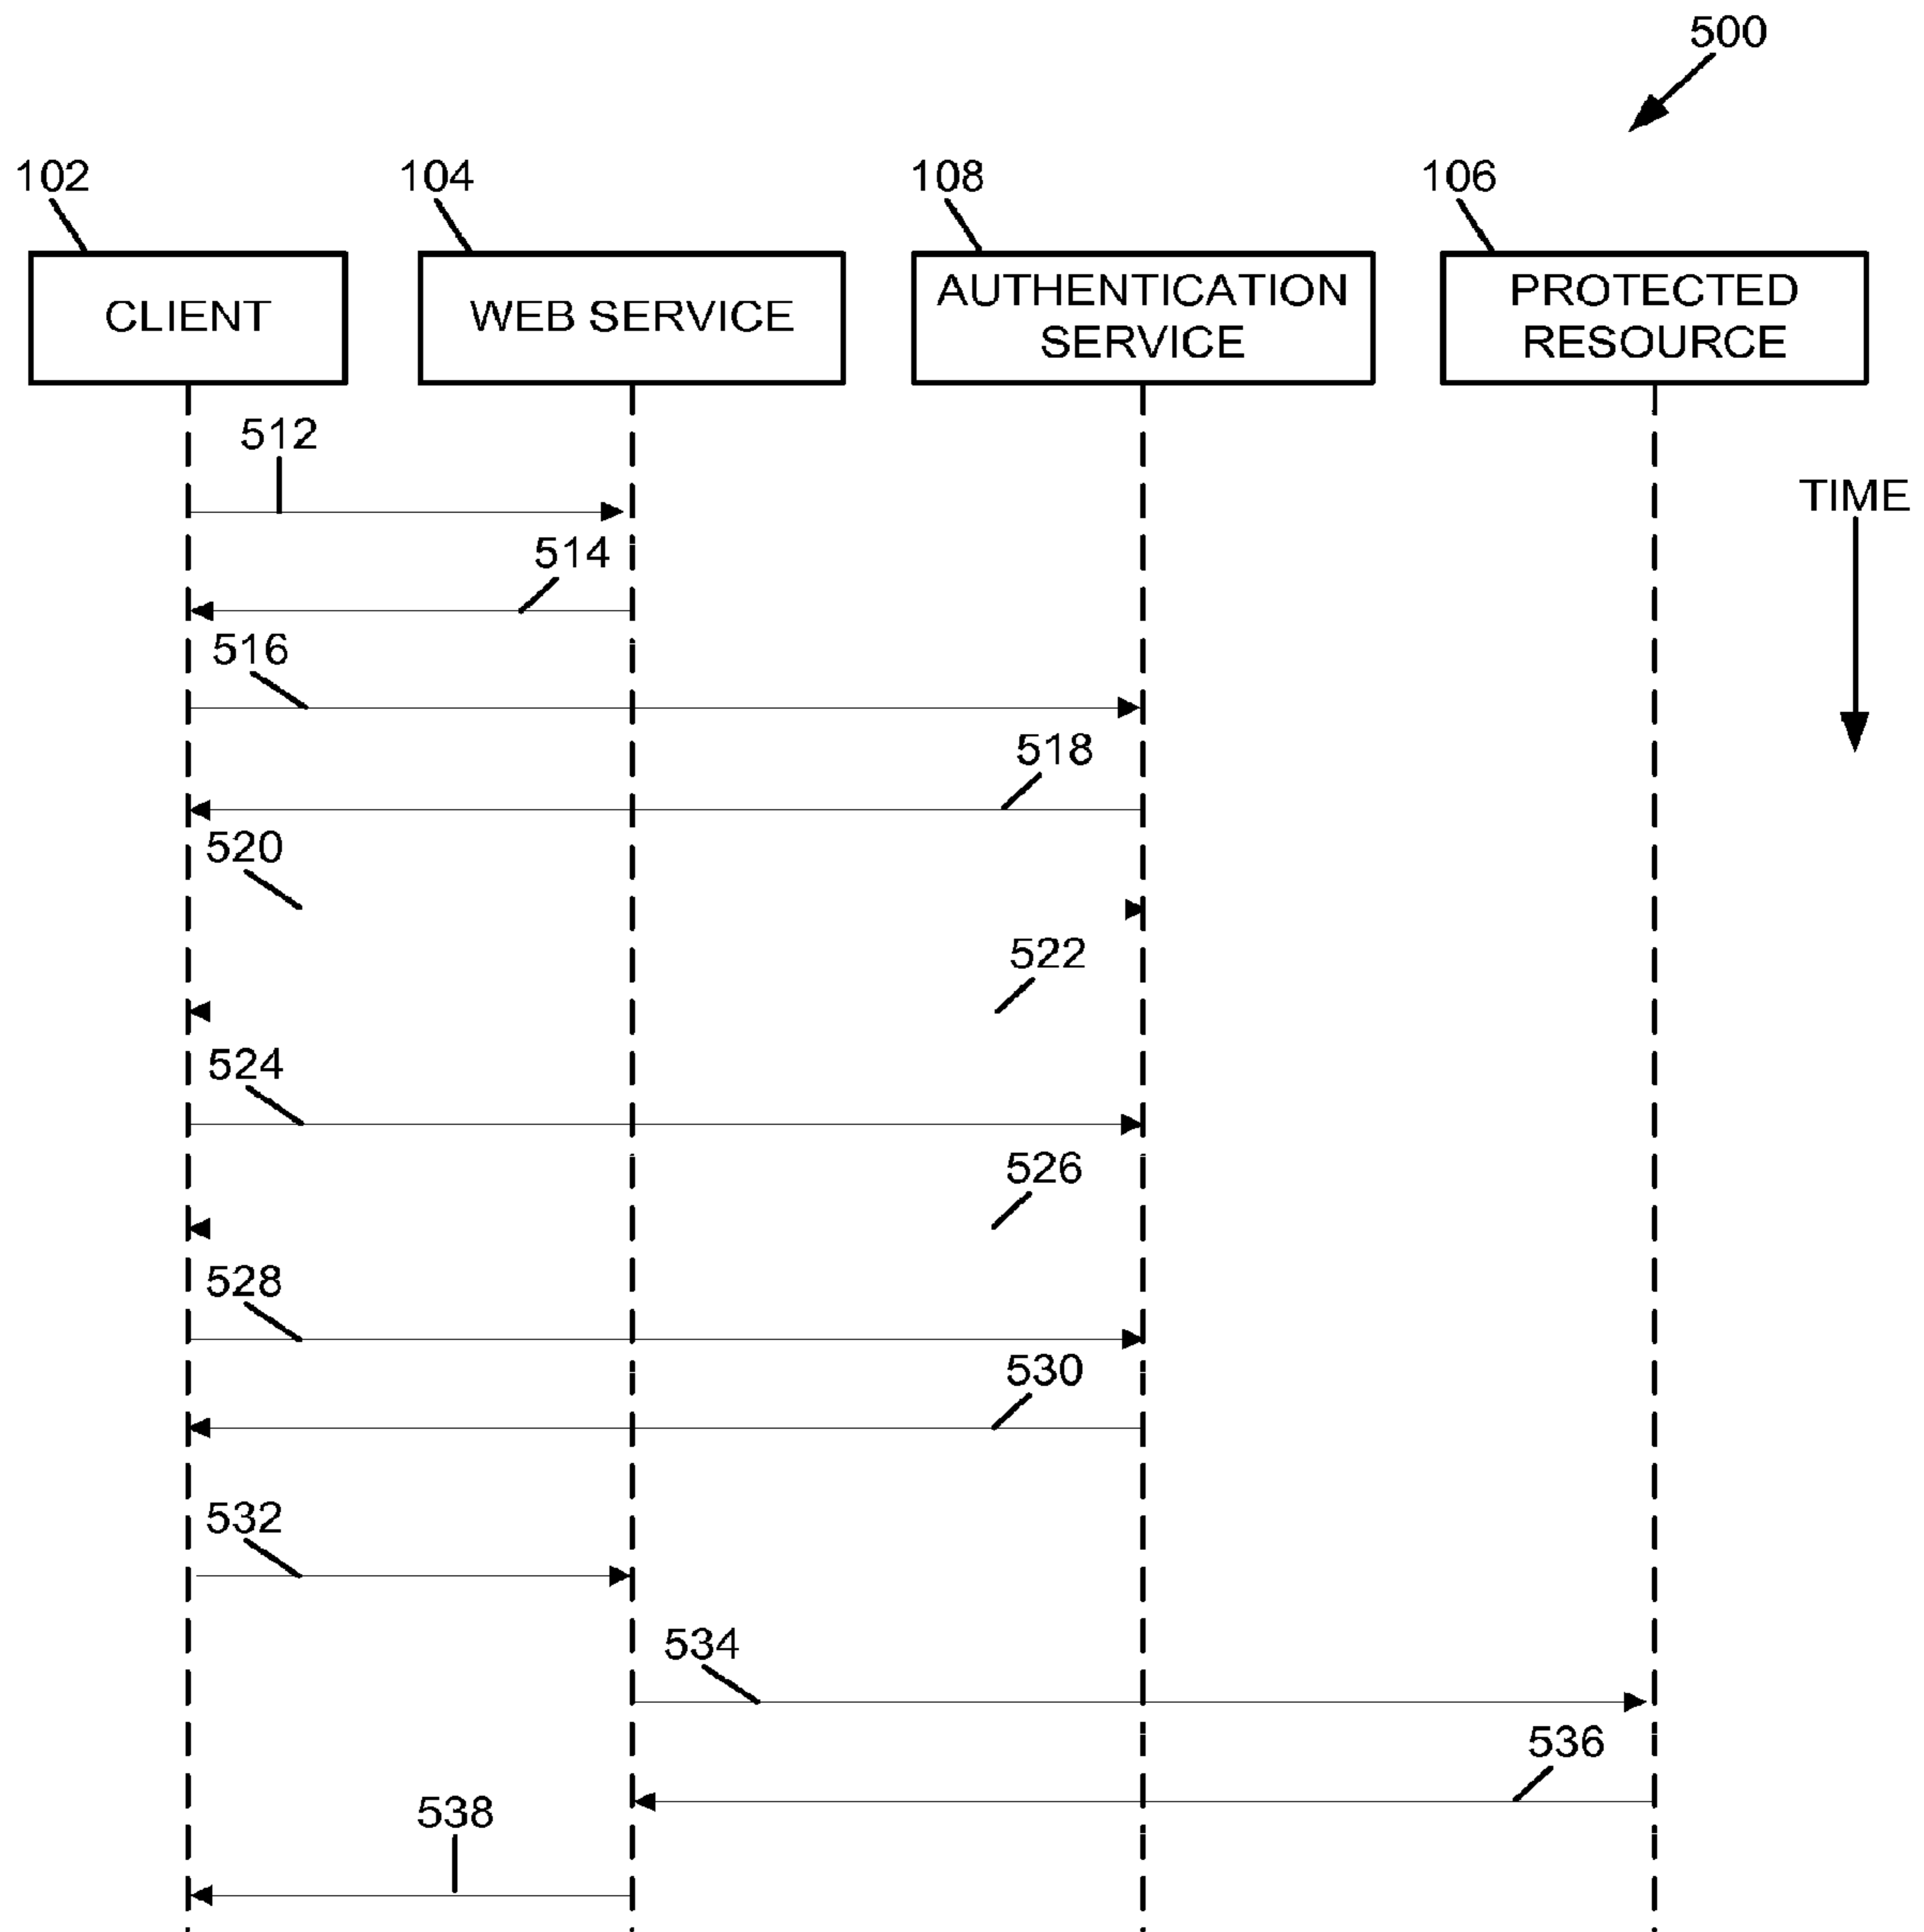 500
102
104
108
106
CLIENT
WEB SERVICE
AUTHENTICATION
SERVICE
PROTECTED
RESOURCE
512
TIME
514
516
518
520
522
524
526
528
530
532
534
536
538